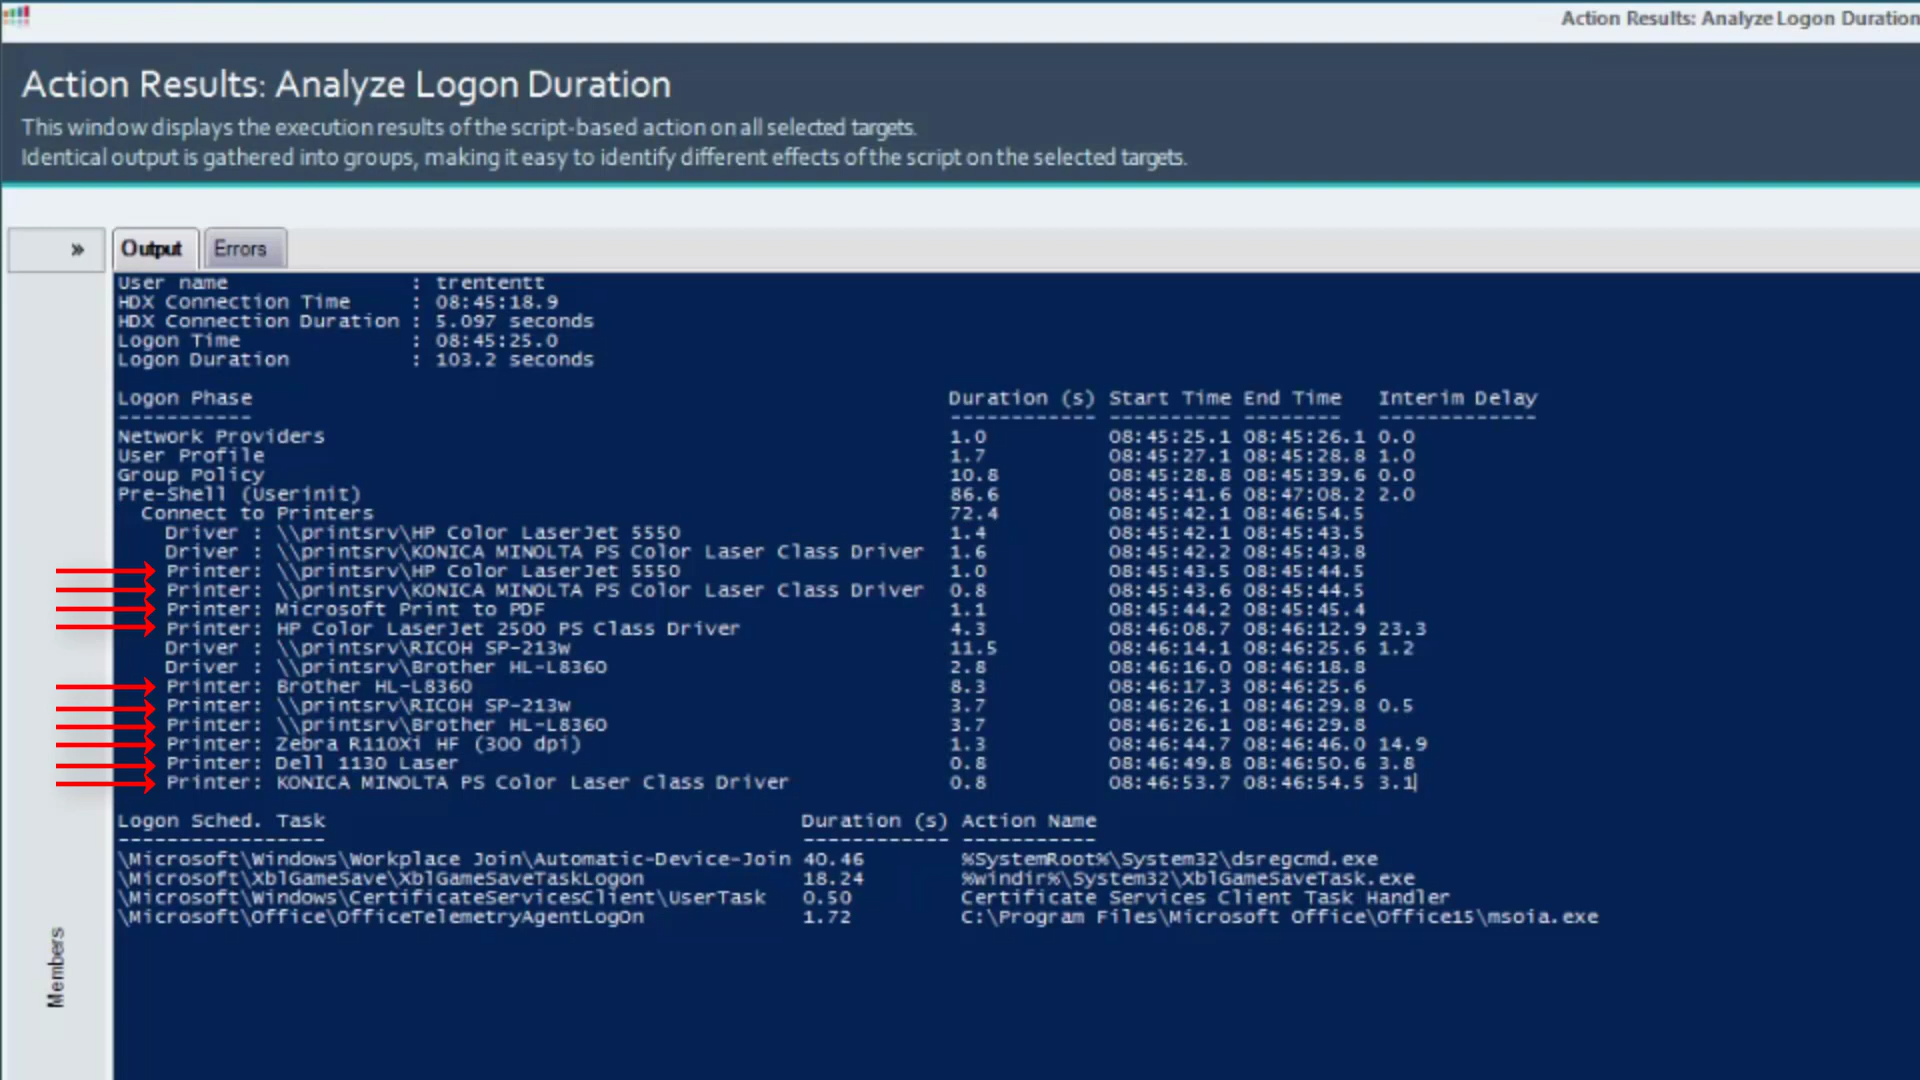 Action Results: Analyze Logon Duration
Action Results: Analyze Logon Duration
This window displays the execution results of the script-based action on all selected targets.
Identical output is gathered into groups, making it easy to identify different effects of the script on the selected targets.
» Output Errors
User name : trententt
HDX Connection Time : 08:45:18.9
HDX Connection Duration : 5.097 seconds
Logon Time : 08:45:25.0
Logon Duration : 103.2 seconds
Logon Phase Duration (s) Start Time End Time Interim Delay
----------- ------------ ---------- -------- -------------
Network Providers 1.0 08:45:25.1 08:45:26.1 0.0
User Profile 1.7 08:45:27.1 08:45:28.8 1.0
Group Policy 10.8 08:45:28.8 08:45:39.6 0.0
Pre-Shell (Userinit) 86.6 08:45:41.6 08:47:08.2 2.0
Connect to Printers 72.4 08:45:42.1 08:46:54.5
Driver : \\printsrv\HP Color LaserJet 5550 1.4 08:45:42.1 08:45:43.5
Driver : \\printsrv\KONICA MINOLTA PS Color Laser Class Driver 1.6 08:45:42.2 08:45:43.8
Printer: \\printsrv\HP Color LaserJet 5550 1.0 08:45:43.5 08:45:44.5
Printer: \\printsrv\KONICA MINOLTA PS Color Laser Class Driver 0.8 08:45:43.6 08:45:44.5
Printer: Microsoft Print to PDF 1.1 08:45:44.2 08:45:45.4
Printer: HP Color LaserJet 2500 PS Class Driver 4.3 08:46:08.7 08:46:12.9 23.3
Driver : \\printsrv\RICOH SP-213w 11.5 08:46:14.1 08:46:25.6 1.2
Driver : \\printsrv\Brother HL-L8360 2.8 08:46:16.0 08:46:18.8
Printer: Brother HL-L8360 8.3 08:46:17.3 08:46:25.6
Printer: \\printsrv\RICOH SP-213w 3.7 08:46:26.1 08:46:29.8 0.5
Printer: \\printsrv\Brother HL-L8360 3.7 08:46:26.1 08:46:29.8
Printer: Zebra R110Xi HF (300 dpi) 1.3 08:46:44.7 08:46:46.0 14.9
Printer: Dell 1130 Laser 0.8 08:46:49.8 08:46:50.6 3.8
Printer: KONICA MINOLTA PS Color Laser Class Driver 0.8 08:46:53.7 08:46:54.5 3.1
Logon Sched. Task Duration (s) Action Name
----------------- ------------ -----------
\Microsoft\Windows\Workplace Join\Automatic-Device-Join 40.46 %SystemRoot%\System32\dsregcmd.exe
\Microsoft\XblGameSave\XblGameSaveTaskLogon 18.24 %windir%\System32\XblGameSaveTask.exe
\Microsoft\Windows\CertificateServicesClient\UserTask 0.50 Certificate Services Client Task Handler
\Microsoft\Office\OfficeTelemetryAgentLogOn 1.72 C:\Program Files\Microsoft Office\Office15\msoia.exe
Members